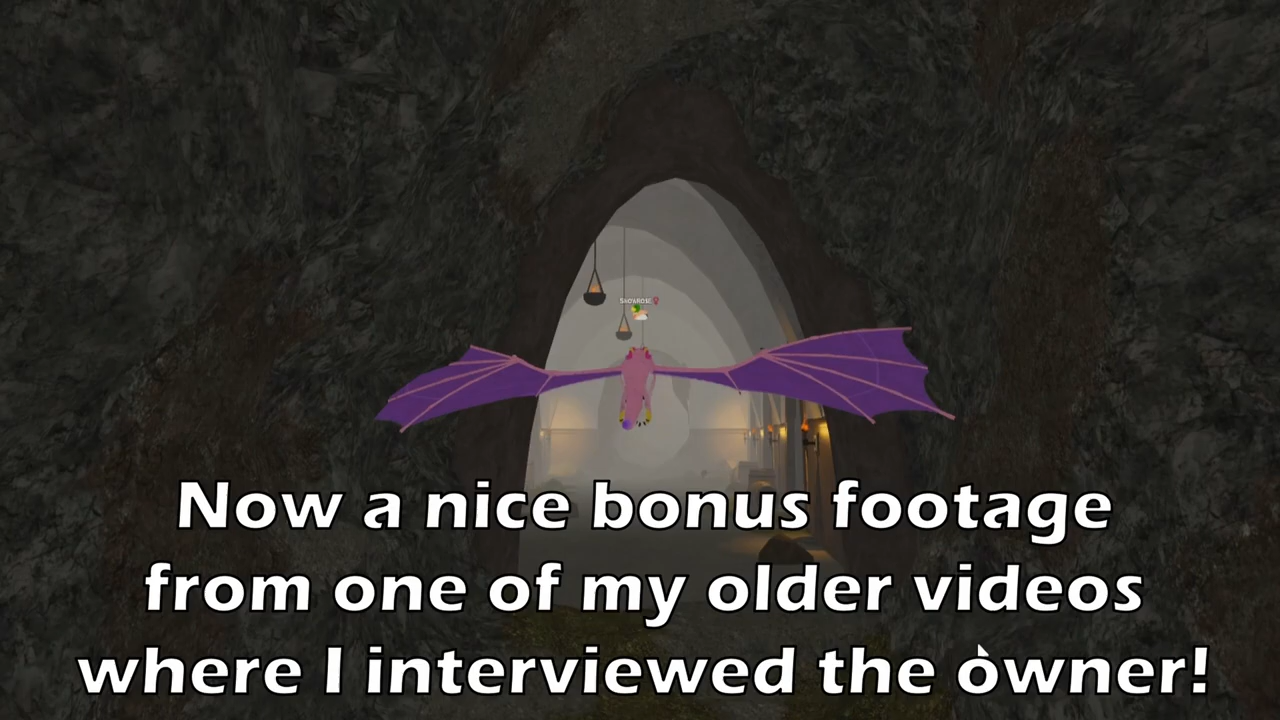 Now a nice bonus footage
from one of my older videos
where I interviewed the owner!